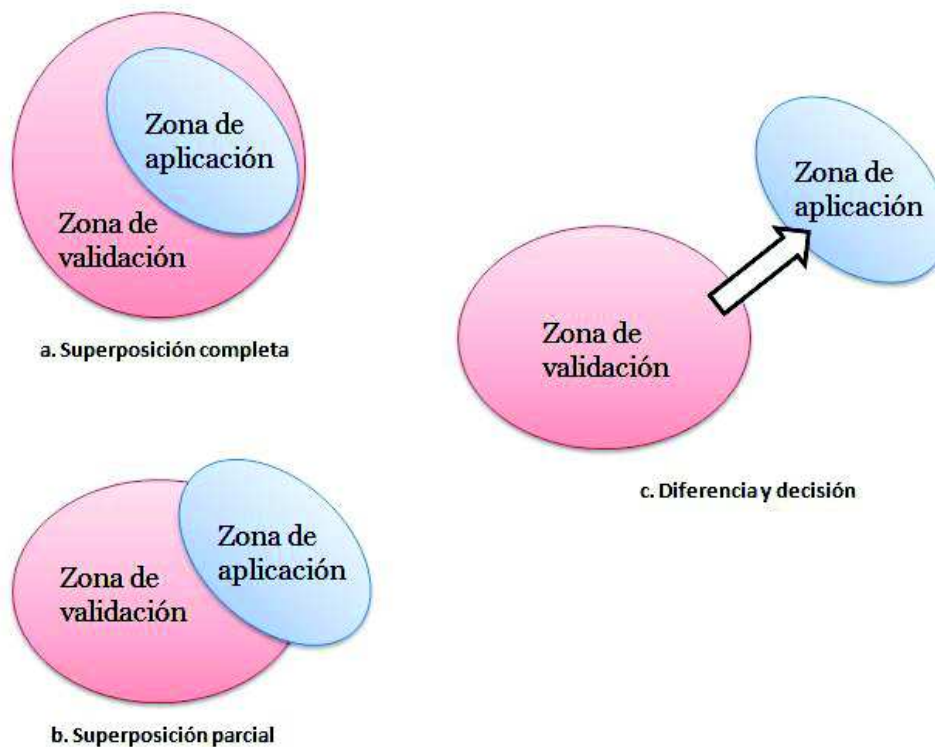 Zona de
aplicación
Zona de
validación
a. Superposición completa
Zona de
aplicación
Zona de
validación
c. Diferencia y decisión
Zona de
aplicación
Zona de
validación
b. Superposición parcial